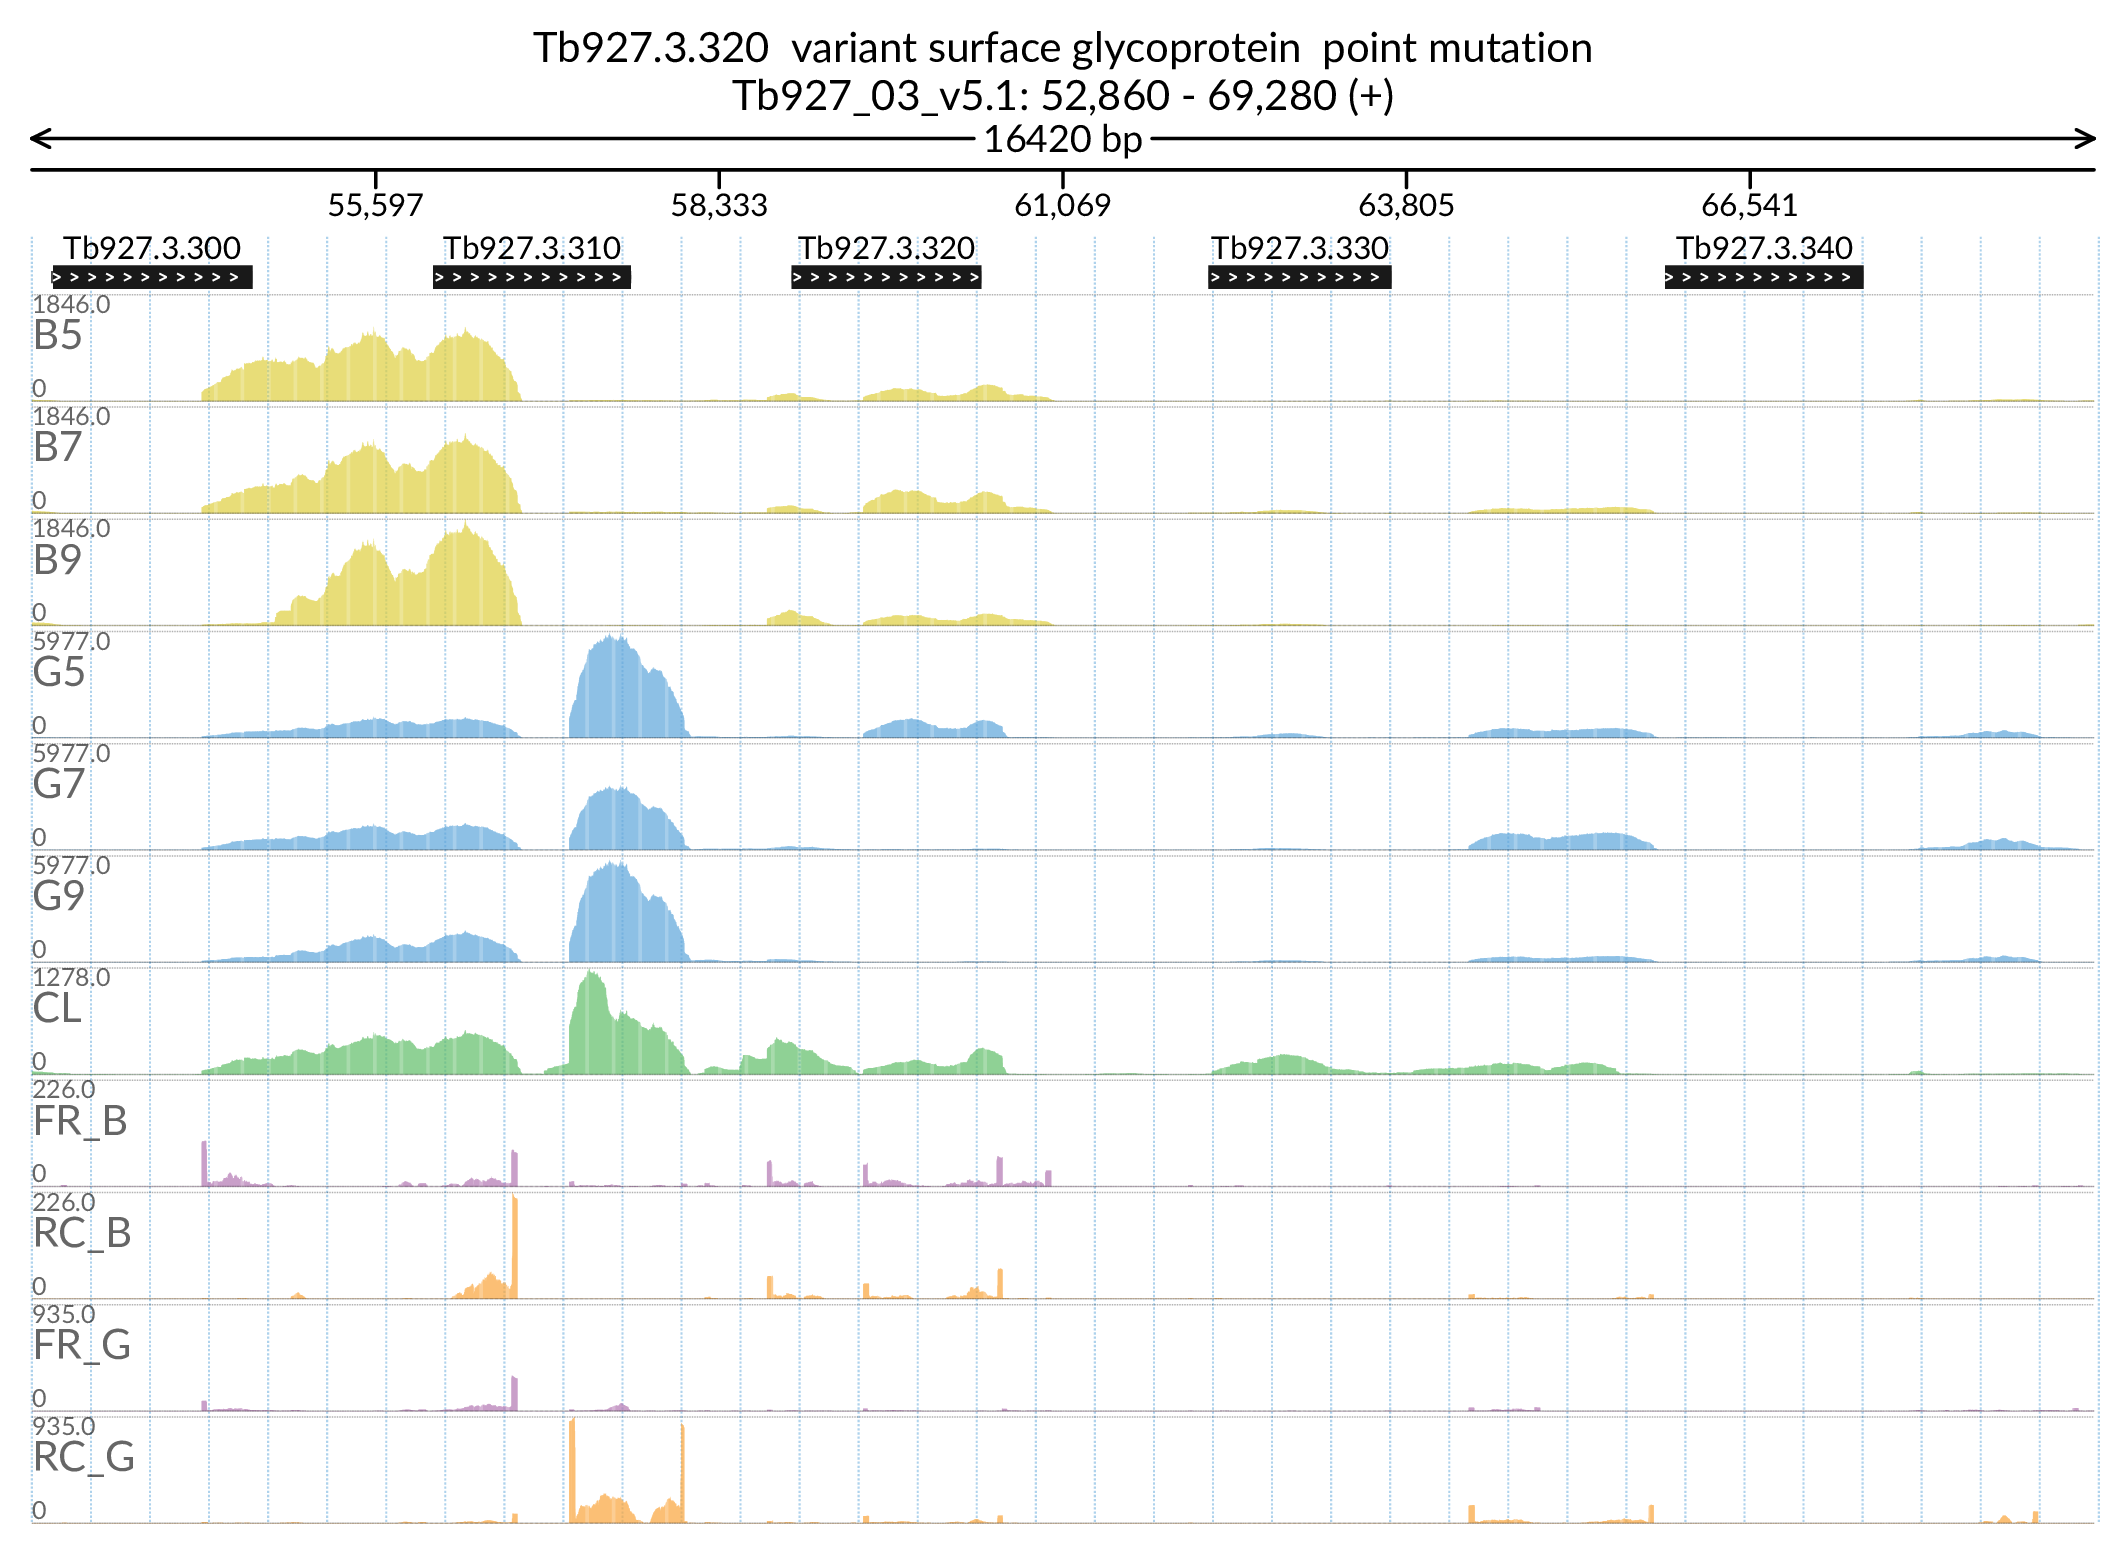 Tb927.3.320 variant surface glycoprotein point mutation
Tb927_03_v5.1: 52,860 - 69,280 (+)
16420 bp
55,597 58,333 61,069 63,805 66,541
Tb927.3.300 Tb927.3.310 Tb927.3.320 Tb927.3.330 Tb927.3.340
1846.0
B5
0
1846.0
B7
0
1846.0
B9
0
5977.0
G5
0
5977.0
G7
0
5977.0
G9
0
1278.0
CL
0
226.0
FR_B
0
226.0
RC_B
0
935.0
FR_G
0
935.0
RC_G
0